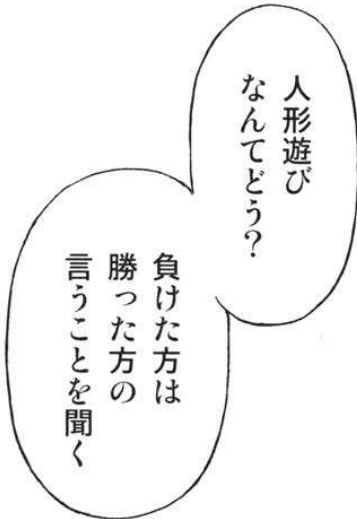 人形遊び
なんてどう？
負けた方は
勝った方の
言うことを聞く